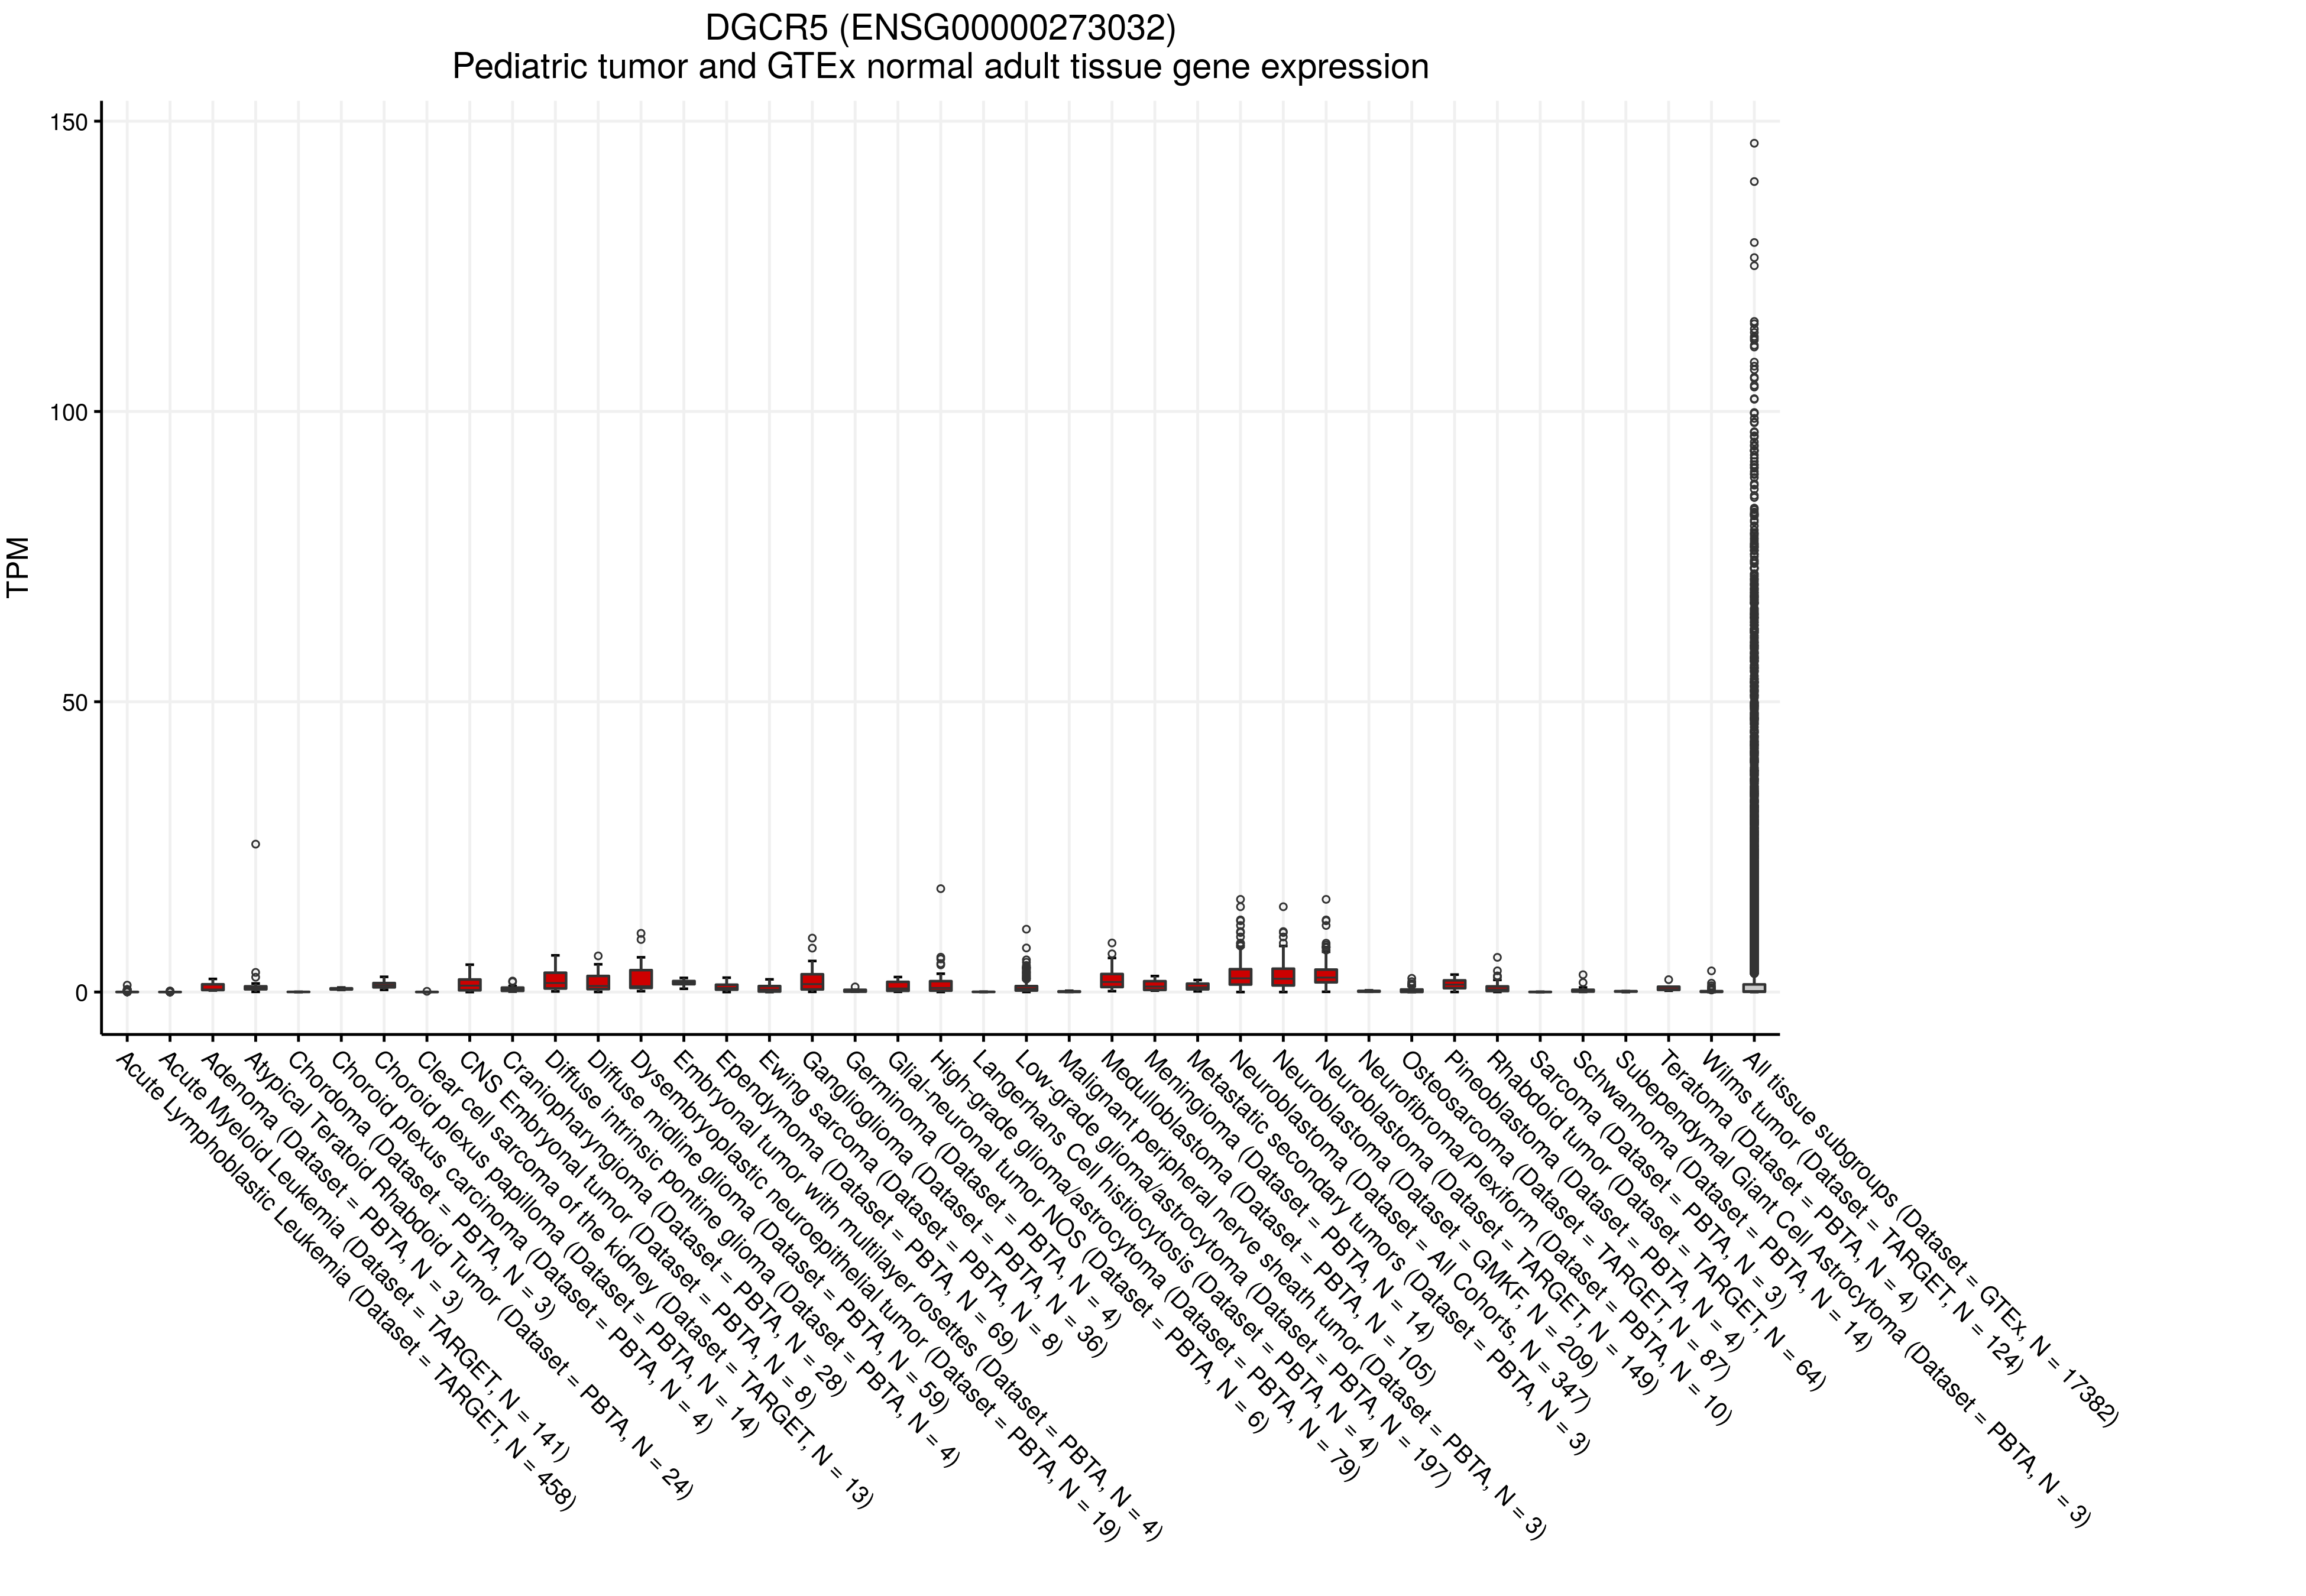 DGCR5 (ENSG00000273032)
Pediatric tumor and GTEx normal adult tissue gene expression
TPM
150
100
50
0
Acute Lymphoblastic Leukemia (Dataset = TARGET, N = 458)
Acute Myeloid Leukemia (Dataset = TARGET, N = 141)
Adenoma (Dataset = PBTA, N = 3)
Atypical Teratoid Rhabdoid Tumor (Dataset = PBTA, N = 24)
Chordoma (Dataset = PBTA, N = 3)
Choroid plexus carcinoma (Dataset = PBTA, N = 4)
Choroid plexus papilloma (Dataset = PBTA, N = 14)
Clear cell sarcoma of the kidney (Dataset = TARGET, N = 13)
CNS Embryonal tumor (Dataset = PBTA, N = 8)
Craniopharyngioma (Dataset = PBTA, N = 28)
Diffuse intrinsic pontine glioma (Dataset = PBTA, N = 4)
Diffuse midline glioma (Dataset = PBTA, N = 59)
Dysembryoplastic neuroepithelial tumor (Dataset = PBTA, N = 19)
Embryonal tumor with multilayer rosettes (Dataset = PBTA, N = 4)
Ependymoma (Dataset = PBTA, N = 69)
Ewing sarcoma (Dataset = PBTA, N = 8)
Ganglioglioma (Dataset = PBTA, N = 36)
Germinoma (Dataset = PBTA, N = 4)
Glial-neuronal tumor NOS (Dataset = PBTA, N = 6)
High-grade glioma/astrocytoma (Dataset = PBTA, N = 79)
Langerhans Cell histiocytosis (Dataset = PBTA, N = 4)
Low-grade glioma/astrocytoma (Dataset = PBTA, N = 197)
Malignant peripheral nerve sheath tumor (Dataset = PBTA, N = 3)
Medulloblastoma (Dataset = PBTA, N = 105)
Meningioma (Dataset = PBTA, N = 14)
Metastatic secondary tumors (Dataset = PBTA, N = 3)
Neuroblastoma (Dataset = All Cohorts, N = 347)
Neuroblastoma (Dataset = GMKF, N = 209)
Neuroblastoma (Dataset = TARGET, N = 149)
Neurofibroma/Plexiform (Dataset = PBTA, N = 10)
Osteosarcoma (Dataset = TARGET, N = 87)
Pineoblastoma (Dataset = PBTA, N = 4)
Rhabdoid tumor (Dataset = TARGET, N = 64)
Sarcoma (Dataset = PBTA, N = 3)
Schwannoma (Dataset = PBTA, N = 14)
Subependymal Giant Cell Astrocytoma (Dataset = PBTA, N = 3)
Teratoma (Dataset = PBTA, N = 4)
Wilms tumor (Dataset = TARGET, N = 124)
All tissue subgroups (Dataset = GTEx, N = 17382)